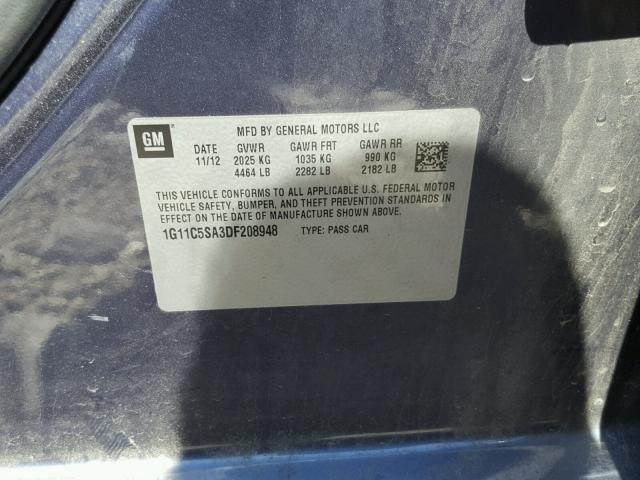 GM
MFD BY GENERAL MOTORS LLC
DATE GVWR GAWR FRT GAWR RR
11/12 2025 KG 1035 KG 990 KG
4464 LB 2282 LB 2182 LB
THIS VEHICLE CONFORMS TO ALL APPLICABLE U.S. FEDERAL MOTOR
VEHICLE SAFETY, BUMPER, AND THEFT PREVENTION STANDARDS IN
EFFECT ON THE DATE OF MANUFACTURE SHOWN ABOVE.
1G11C5SA3DF208948 TYPE: PASS CAR